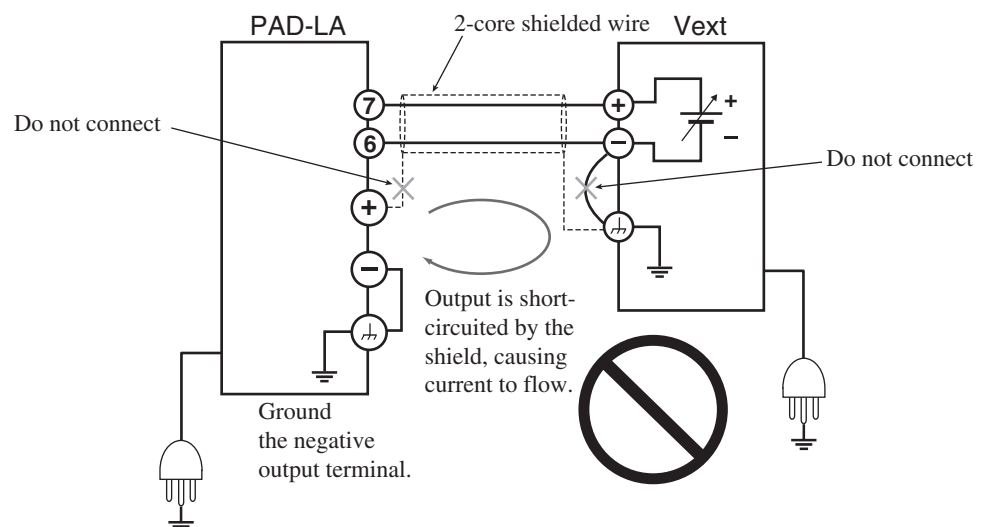 PAD-LA
2-core shielded wire
Vext
7
+
+
Do not connect
6
−
−
Do not connect
+
−
Output is short-
circuited by the
shield, causing
current to flow.
Ground
the negative
output terminal.